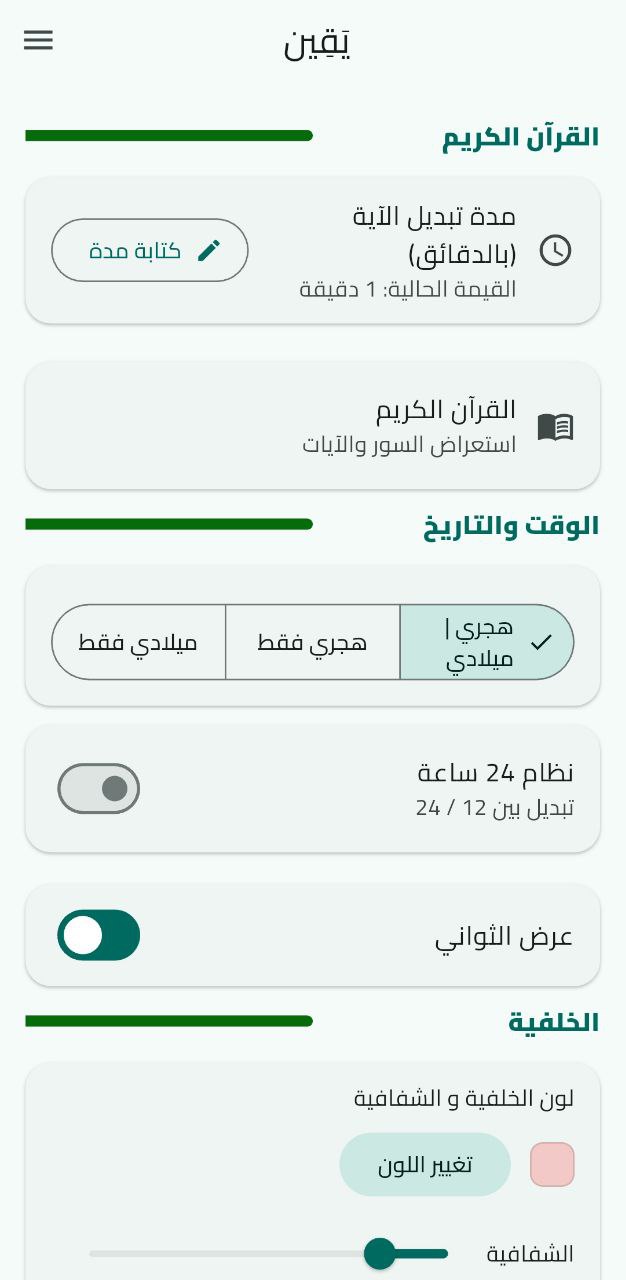 يَقِين
القرآن الكريم
مدة تبديل الآية
(بالدقائق)
القيمة الحالية: 1 دقيقة
كتابة مدة
القرآن الكريم
استعراض السور والآيات
الوقت والتاريخ
هجري |
ميلادي
هجري فقط
ميلادي فقط
نظام 24 ساعة
تبديل بين 12 / 24
عرض الثواني
الخلفية
لون الخلفية و الشفافية
تغيير اللون
الشفافية